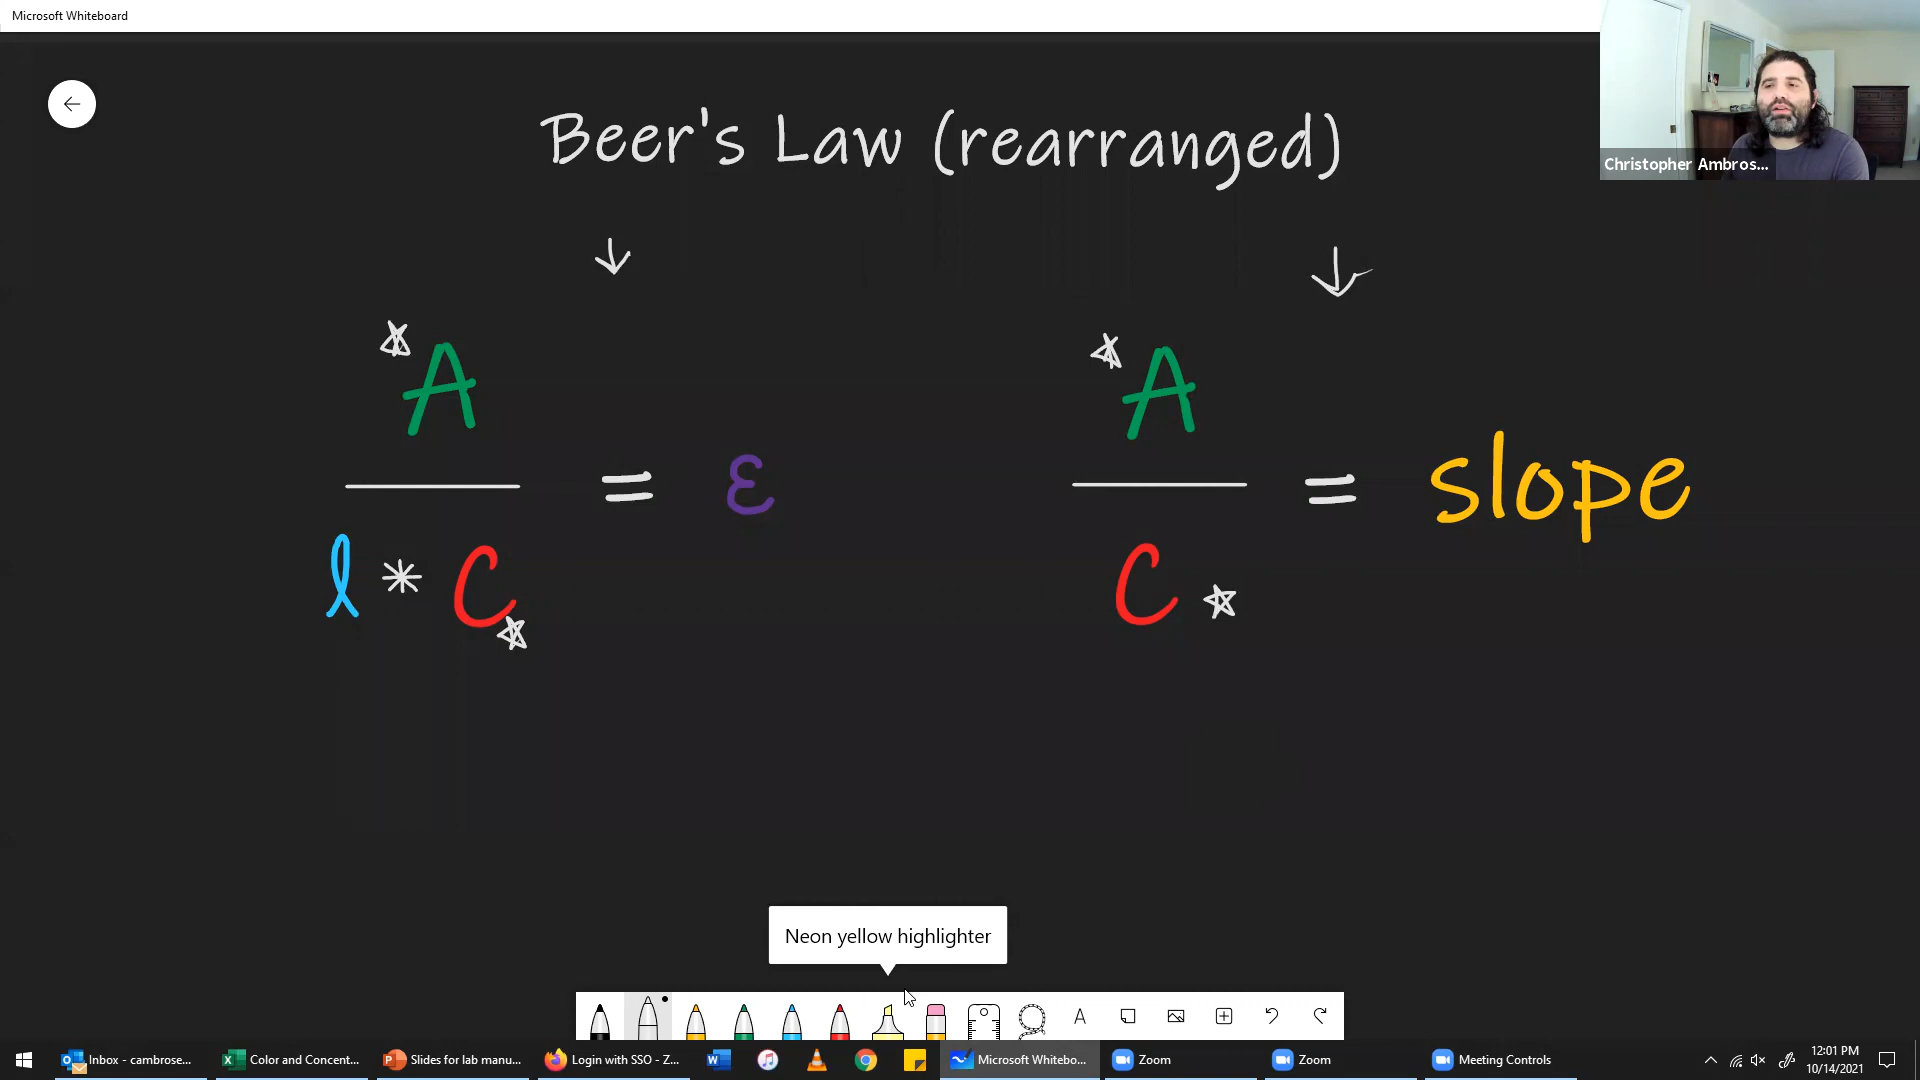 Microsoft Whiteboard
Christopher Ambros...
Beer's Law (rearranged)
A
l * C
= ε
A
C
= slope
Neon yellow highlighter
Inbox - cambrose...
Color and Concent...
Slides for lab manu...
Login with SSO - Z...
Microsoft Whitebo...
Zoom
Zoom
Meeting Controls
12:01 PM
10/14/2021